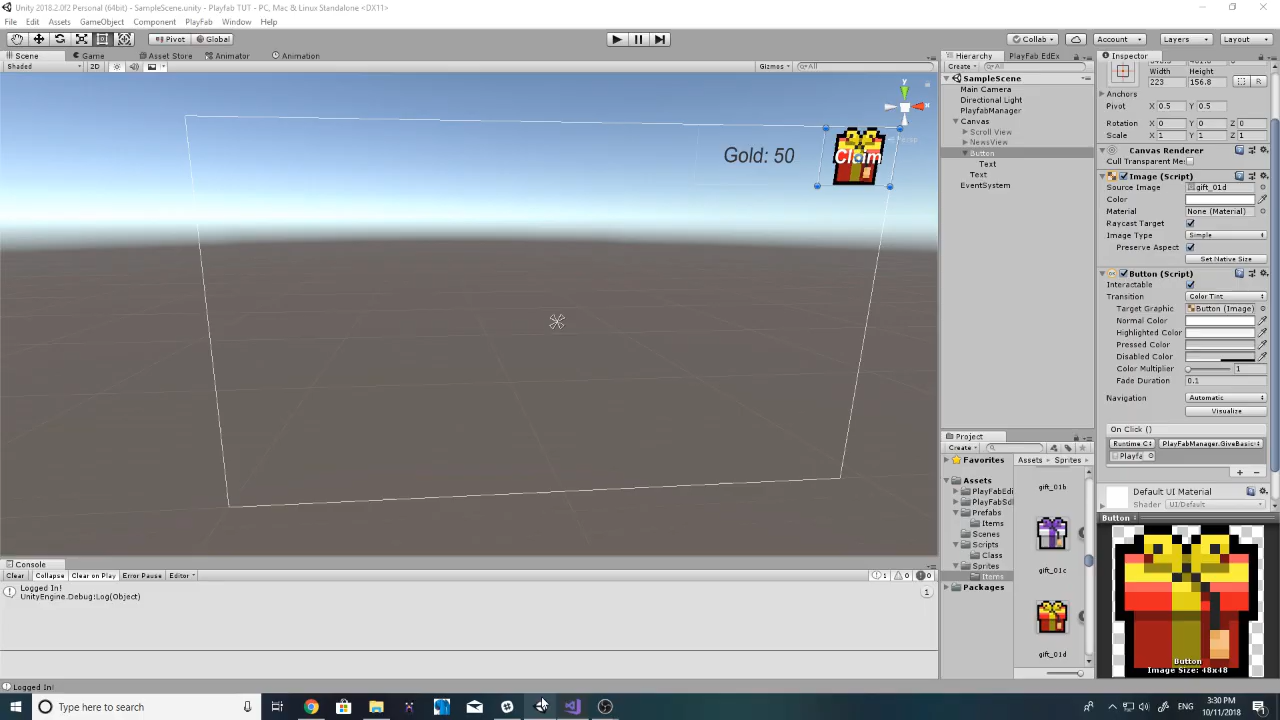 Unity 2018.2.0f2 Personal (64bit) - SampleScene.unity - Playfab TUT - PC, Mac & Linux Standalone <DX11>
File Edit Assets GameObject Component PlayFab Window Help
Pivot Global Collab Account Layers Layout
Scene Game Asset Store Animator Animation
Shaded 2D Gizmos All
Gold: 50
Claim
y
x
Hierarchy PlayFab EdEx
Create All
SampleScene
Main Camera
Directional Light
PlayfabManager
Canvas
Scroll View
NewsView
Button
Text
Text
EventSystem
Inspector
Width Height
223 156.8 R
Anchors
Pivot X 0.5 Y 0.5
Rotation X 0 Y 0 Z 0
Scale X 1 Y 1 Z 1
Canvas Renderer
Cull Transparent Mes
Image (Script)
Source Image gift_01d
Color
Material None (Material)
Raycast Target
Image Type Simple
Preserve Aspect
Set Native Size
Button (Script)
Interactable
Transition Color Tint
Target Graphic Button (Image)
Normal Color
Highlighted Color
Pressed Color
Disabled Color
Color Multiplier 1
Fade Duration 0.1
Navigation Automatic
Visualize
On Click ()
Runtime C PlayFabManager.GiveBasic
Playfa
Default UI Material
Shader UI/Default
Button
Button
Image Size: 48x48
Project
Create
Favorites
Assets
PlayFabEdi
PlayFabSd
Prefabs
Items
Scenes
Scripts
Class
Sprites
Items
Packages
Assets Sprites
gift_01b
gift_01c
gift_01d
Console
Clear Collapse Clear on Play Error Pause Editor 1 0 0
Logged In!
UnityEngine.Debug:Log(Object)
1
Logged In!
Type here to search
3:30 PM
10/11/2018